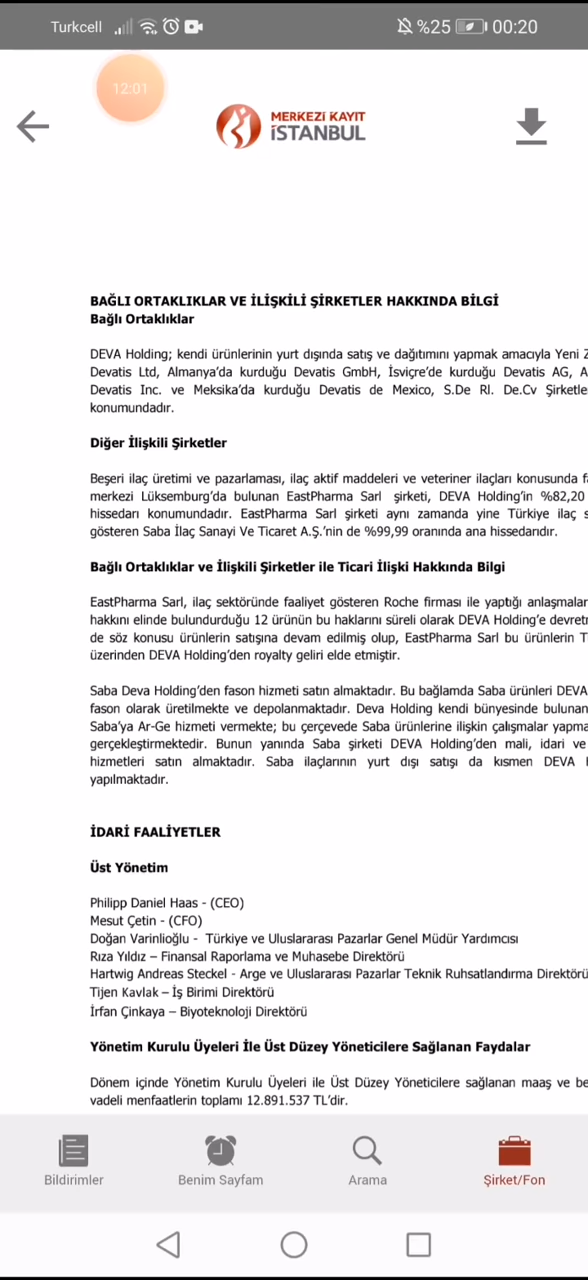 Turkcell %25 00:20
12:01
MERKEZİ KAYIT
İSTANBUL
BAĞLI ORTAKLIKLAR VE İLİŞKİLİ ŞİRKETLER HAKKINDA BİLGİ
Bağlı Ortaklıklar
DEVA Holding; kendi ürünlerinin yurt dışında satış ve dağıtımını yapmak amacıyla Yeni
Devatis Ltd, Almanya’da kurduğu Devatis GmbH, İsviçre’de kurduğu Devatis AG,
Devatis Inc. ve Meksika’da kurduğu Devatis de Mexico, S.De Rl. De.Cv
konumundadır.
Diğer İlişkili Şirketler
Beşeri ilaç üretimi ve pazarlaması, ilaç aktif maddeleri ve veteriner ilaçları konusunda
merkezi Lüksemburg’da bulunan EastPharma Sarl şirketi, DEVA Holding’in %82,20
hissedarı konumundadır. EastPharma Sarl şirketi aynı zamanda yine Türkiye ilaç
gösteren Saba İlaç Sanayi Ve Ticaret A.Ş.’nin de %99,99 oranında ana hissedarıdır.
Bağlı Ortaklıklar ve İlişkili Şirketler ile Ticari İlişki Hakkında Bilgi
EastPharma Sarl, ilaç sektöründe faaliyet gösteren Roche firması ile yaptığı anlaşmalar
hakkını elinde bulundurduğu 12 ürünün bu haklarını süreli olarak DEVA Holding’e
de söz konusu ürünlerin satışına devam edilmiş olup, EastPharma Sarl bu ürünlerin
üzerinden DEVA Holding’den royalty geliri elde etmiştir.
Saba Deva Holding’den fason hizmeti satın almaktadır. Bu bağlamda Saba ürünleri DEVA
fason olarak üretilmekte ve depolanmaktadır. Deva Holding kendi bünyesinde bulunan
Saba’ya Ar-Ge hizmeti vermekte; bu çerçevede Saba ürünlerine ilişkin çalışmalar
gerçekleştirmektedir. Bunun yanında Saba şirketi DEVA Holding’den mali, idari ve
hizmetleri satın almaktadır. Saba ilaçlarının yurt dışı satışı da kısmen DEVA
yapılmaktadır.
İDARİ FAALİYETLER
Üst Yönetim
Philipp Daniel Haas - (CEO)
Mesut Çetin - (CFO)
Doğan Varinlioğlu - Türkiye ve Uluslararası Pazarlar Genel Müdür Yardımcısı
Rıza Yıldız – Finansal Raporlama ve Muhasebe Direktörü
Hartwig Andreas Steckel - Arge ve Uluslararası Pazarlar Teknik Ruhsatlandırma Direktörü
Tijen Kavlak – İş Birimi Direktörü
İrfan Çinkaya – Biyoteknoloji Direktörü
Yönetim Kurulu Üyeleri İle Üst Düzey Yöneticilere Sağlanan Faydalar
Dönem içinde Yönetim Kurulu Üyeleri ile Üst Düzey Yöneticilere sağlanan maaş ve
vadeli menfaatlerin toplamı 12.891.537 TL’dir.
Bildirimler Benim Sayfam Arama Şirket/Fon